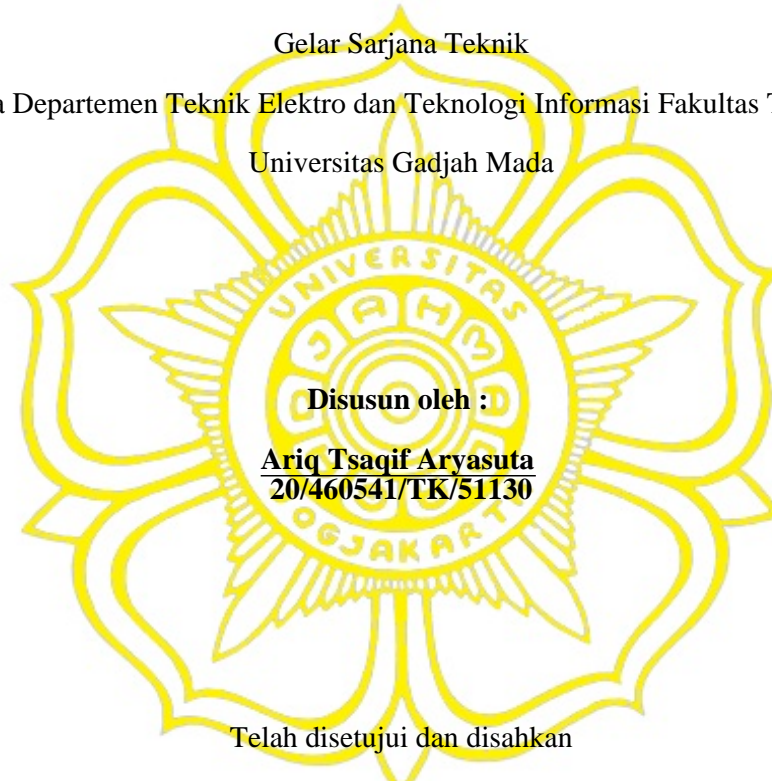 Gelar Sarjana Teknik
Departemen Teknik Elektro dan Teknologi Informasi Fakultas
Universitas Gadjah Mada
UNIVERSITAS
Disusun oleh :
Ariq Tsaqif Aryasuta
20/460541/TK/51130
Telah disetujui dan disahkan